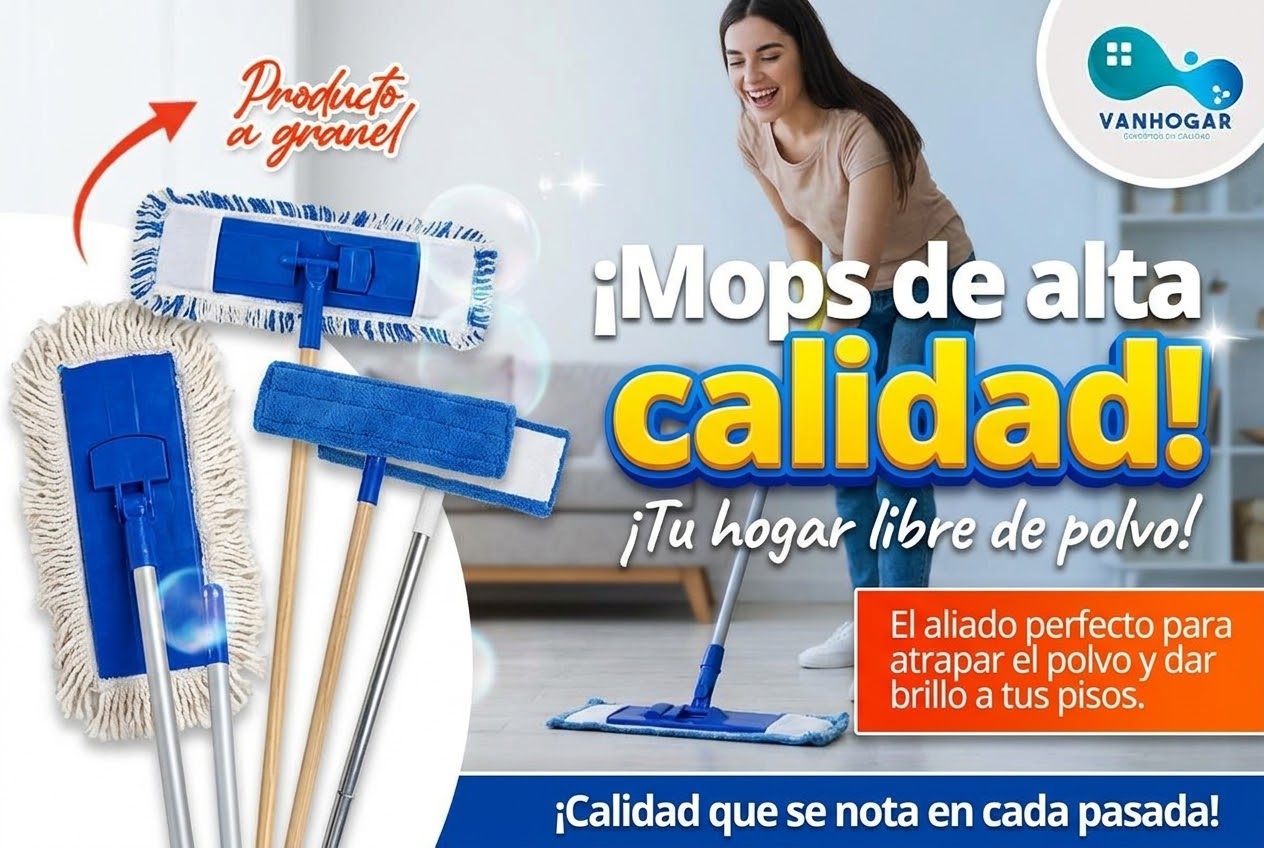 Producto
a granel
VANHOGAR
¡Mops de alta
calidad!
¡Tu hogar libre de polvo!
El aliado perfecto para
atrapar el polvo y dar
brillo a tus pisos.
¡Calidad que se nota en cada pasada!